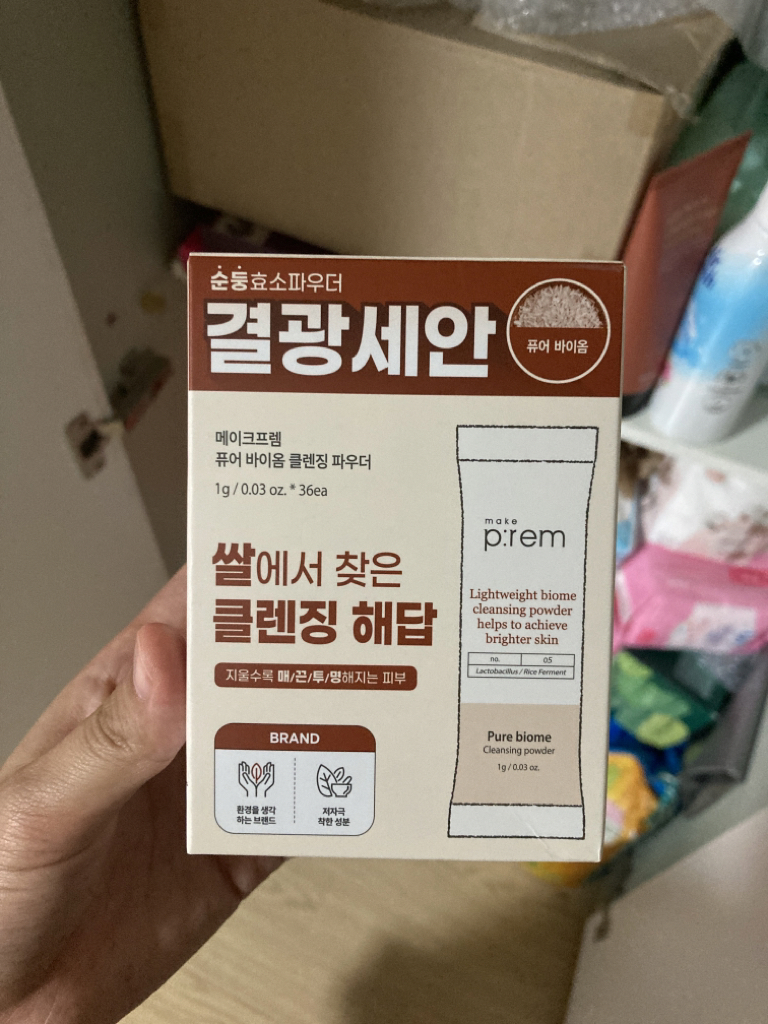 순둥효소파우더
결광세안
퓨어 바이옴
메이크프렘
퓨어 바이옴 클렌징 파우더
1g / 0.03 oz. * 36ea
쌀에서 찾은
클렌징 해답
지울수록 매/끈/투/명해지는 피부
BRAND
환경을 생각
하는 브랜드
저자극
착한 성분
make
p:rem
Lightweight biome
cleansing powder
helps to achieve
brighter skin
no. 05
Lactobacillus / Rice Ferment
Pure biome
Cleansing powder
1g / 0.03 oz.